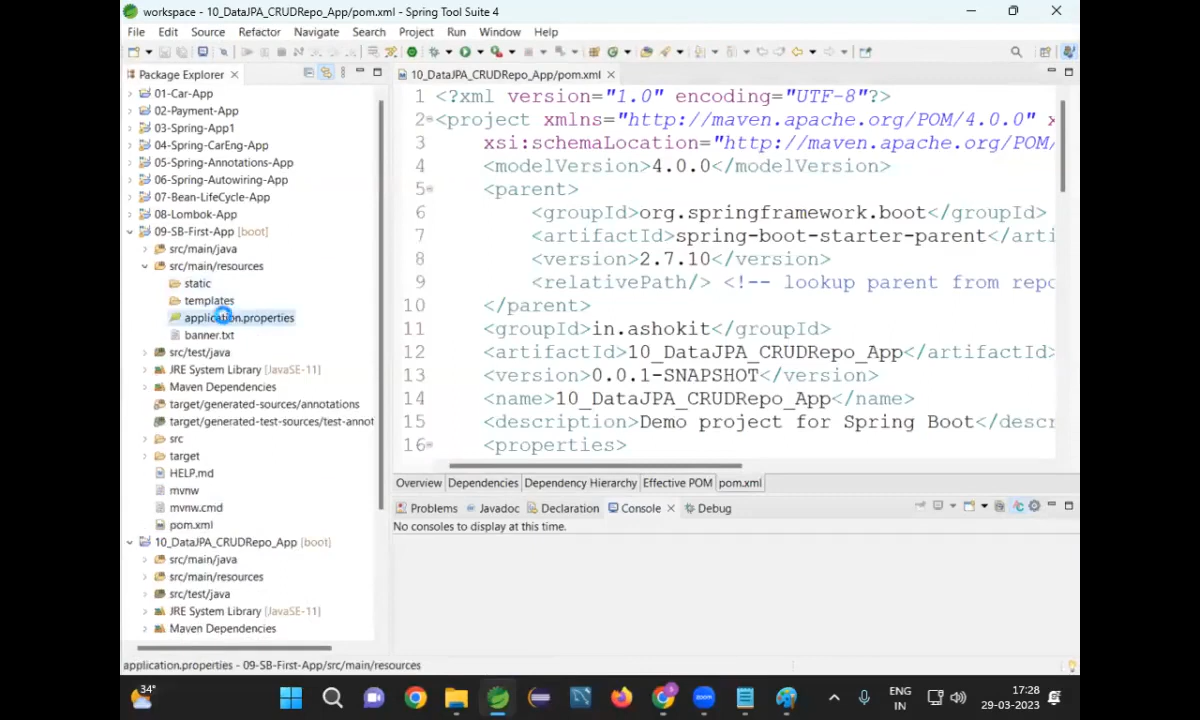 workspace - 10_DataJPA_CRUDRepo_App/pom.xml - Spring Tool Suite 4
File Edit Source Refactor Navigate Search Project Run Window Help
Package Explorer
01-Car-App
02-Payment-App
03-Spring-App1
04-Spring-CarEng-App
05-Spring-Annotations-App
06-Spring-Autowiring-App
07-Bean-LifeCycle-App
08-Lombok-App
09-SB-First-App [boot]
src/main/java
src/main/resources
static
templates
application.properties
banner.txt
src/test/java
JRE System Library [JavaSE-11]
Maven Dependencies
target/generated-sources/annotations
target/generated-test-sources/test-annot
src
target
HELP.md
mvnw
mvnw.cmd
pom.xml
10_DataJPA_CRUDRepo_App [boot]
src/main/java
src/main/resources
src/test/java
JRE System Library [JavaSE-11]
Maven Dependencies
10_DataJPA_CRUDRepo_App/pom.xml
1 <?xml version="1.0" encoding="UTF-8"?>
2 <project xmlns="http://maven.apache.org/POM/4.0.0" x
3 xsi:schemaLocation="http://maven.apache.org/POM/
4 <modelVersion>4.0.0</modelVersion>
5 <parent>
6 <groupId>org.springframework.boot</groupId>
7 <artifactId>spring-boot-starter-parent</arti
8 <version>2.7.10</version>
9 <relativePath/> <!-- lookup parent from repo
10 </parent>
11 <groupId>in.ashokit</groupId>
12 <artifactId>10_DataJPA_CRUDRepo_App</artifactId>
13 <version>0.0.1-SNAPSHOT</version>
14 <name>10_DataJPA_CRUDRepo_App</name>
15 <description>Demo project for Spring Boot</descr
16 <properties>
Overview Dependencies Dependency Hierarchy Effective POM pom.xml
Problems Javadoc Declaration Console Debug
No consoles to display at this time.
application.properties - 09-SB-First-App/src/main/resources
34°
zoom
ENG
IN
17:28
29-03-2023